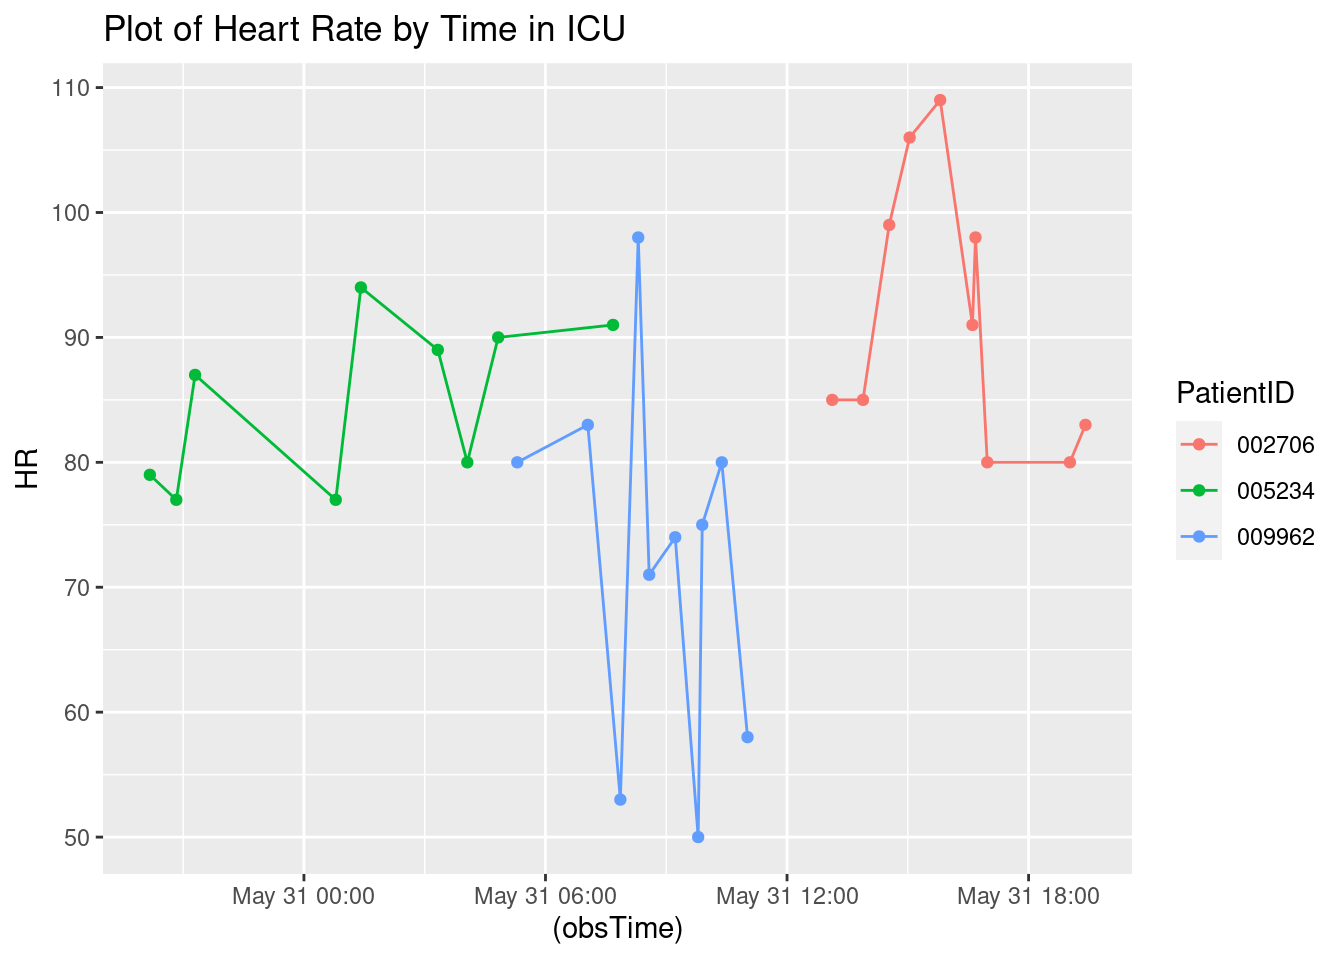 Plot of Heart Rate by Time in ICU
110
100
90
80
70
60
50
HR
May 31 00:00 May 31 06:00 May 31 12:00 May 31 18:00
(obsTime)
PatientID
002706
005234
009962